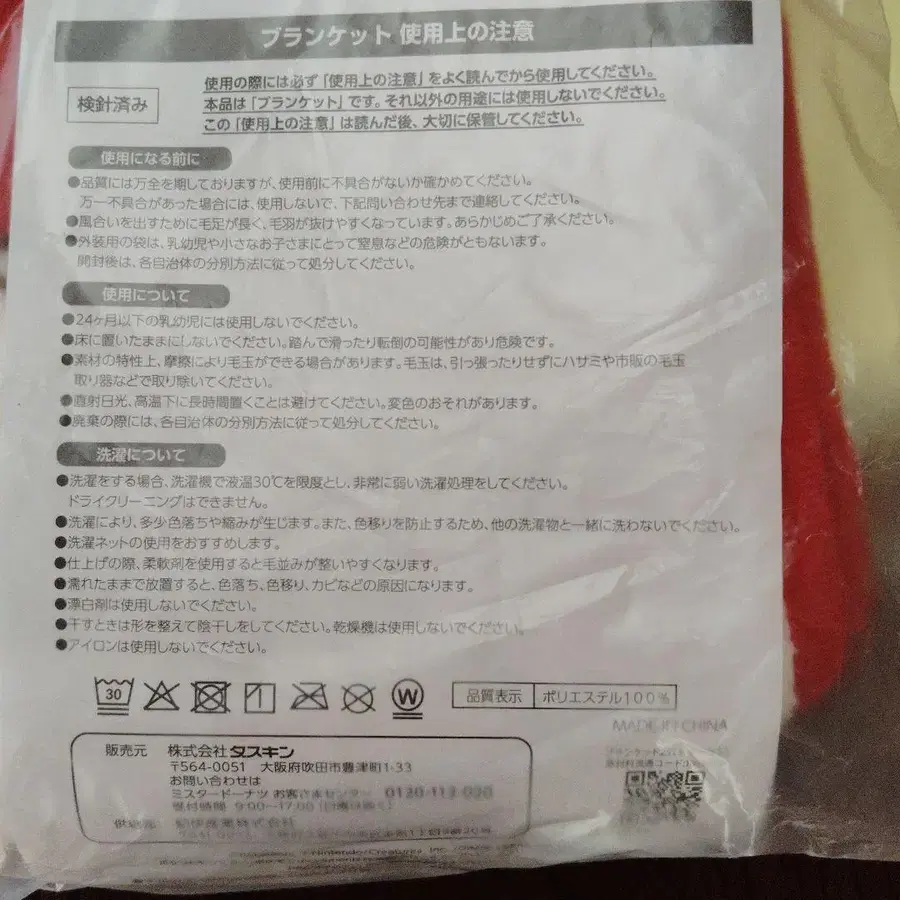 ブランケット 使用上の注意
検針済み
使用の際には必ず「使用上の注意」をよく読んでから使用してください。
本品は「ブランケット」です。それ以外の用途には使用しないでください。
この「使用上の注意」は読んだ後、大切に保管してください。
使用になる前に
●品質には万全を期しておりますが、使用前に不具合がないか確かめてください。
万一不具合があった場合には、使用しないで、下記問い合わせ先まで連絡してください。
●風合いを出すために毛足が長く、毛羽が抜けやすくなっています。あらかじめご了承ください。
●外装用の袋は、乳幼児や小さなお子さまにとって窒息などの危険がともないます。
開封後は、各自治体の分別方法に従って処分してください。
使用について
●24ヶ月以下の乳幼児には使用しないでください。
●床に置いたままにしないでください。踏んで滑ったり転倒の可能性があり危険です。
●素材の特性上、摩擦により毛玉ができる場合があります。毛玉は、引っ張ったりせずにハサミや市販の毛玉
取り器などで取り除いてください。
●直射日光、高温下に長時間置くことは避けてください。変色のおそれがあります。
●廃棄の際には、各自治体の分別方法に従って処分してください。
洗濯について
●洗濯をする場合、洗濯機で液温30℃を限度とし、非常に弱い洗濯処理をしてください。
ドライクリーニングはできません。
●洗濯により、多少色落ちや縮みが生じます。また、色移りを防止するため、他の洗濯物と一緒に洗わないでください。
●洗濯ネットの使用をおすすめします。
●仕上げの際、柔軟剤を使用すると毛並みが整いやすくなります。
●濡れたままで放置すると、色落ち、色移り、カビなどの原因になります。
●漂白剤は使用しないでください。
●干すときは形を整えて陰干しをしてください。乾燥機は使用しないでください。
●アイロンは使用しないでください。
30 W 品質表示 ポリエステル100%
MADE IN CHINA
販売元 株式会社ダスキン
〒564-0051 大阪府吹田市豊津町1-33
お問い合わせは
ミスタードーナツ お客さまセンター 0120-112-020
受付時間 9:00~17:00
供給元
Nintendo/Creatures Inc.